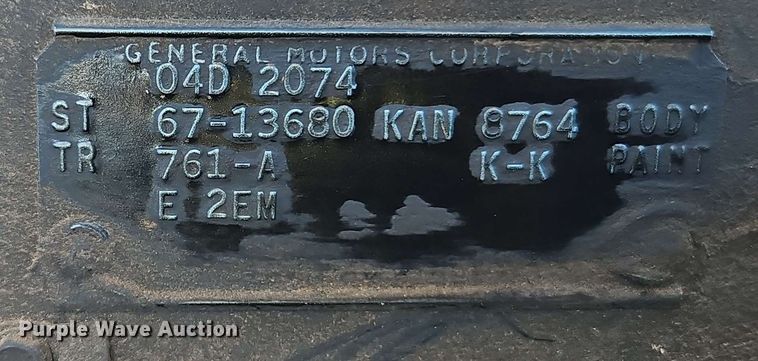 GENERAL MOTORS CORPORATION
04D 2074
ST 67-13680 KAN 8764 BODY
TR 761-A K-K PAINT
E 2EM
Purple Wave Auction